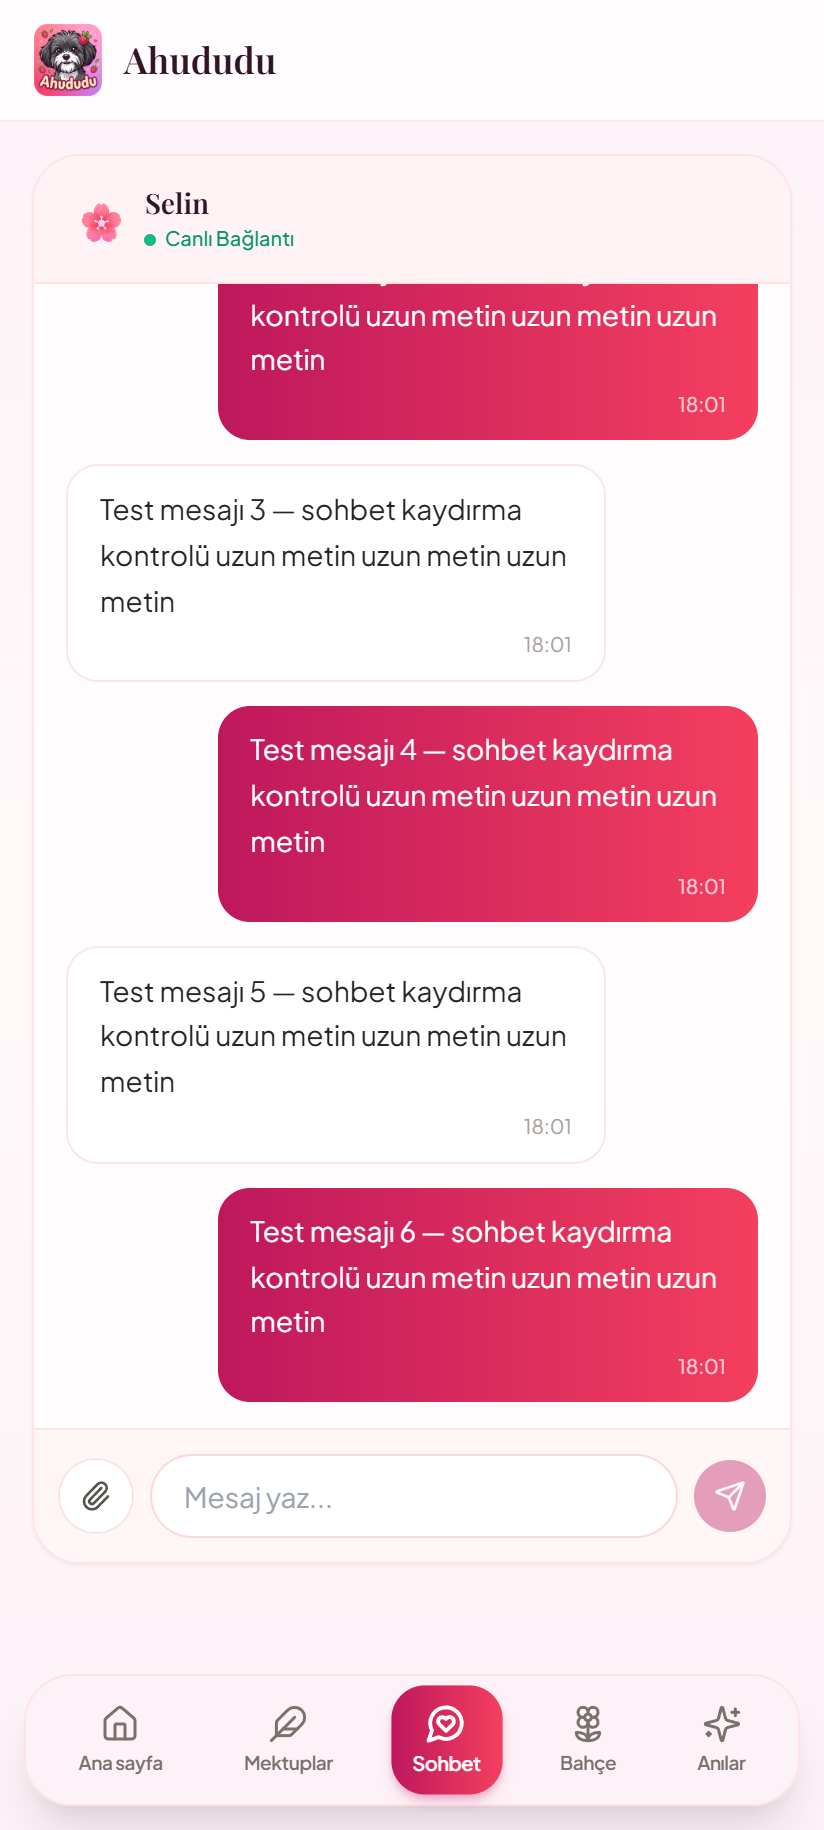 Ahududu
Ahududu
Selin
Canlı Bağlantı
kontrolü uzun metin uzun metin uzun
metin
18:01
Test mesajı 3 — sohbet kaydırma
kontrolü uzun metin uzun metin uzun
metin
18:01
Test mesajı 4 — sohbet kaydırma
kontrolü uzun metin uzun metin uzun
metin
18:01
Test mesajı 5 — sohbet kaydırma
kontrolü uzun metin uzun metin uzun
metin
18:01
Test mesajı 6 — sohbet kaydırma
kontrolü uzun metin uzun metin uzun
metin
18:01
Mesaj yaz...
Ana sayfa
Mektuplar
Sohbet
Bahçe
Anılar